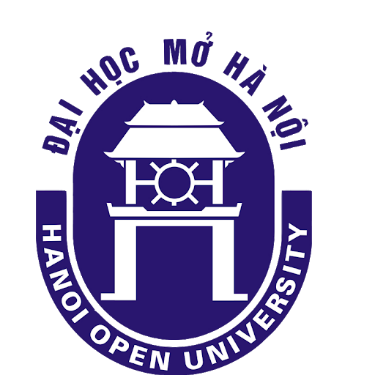 ĐẠI HỌC MỞ HÀ NỘI
HANOI OPEN UNIVERSITY